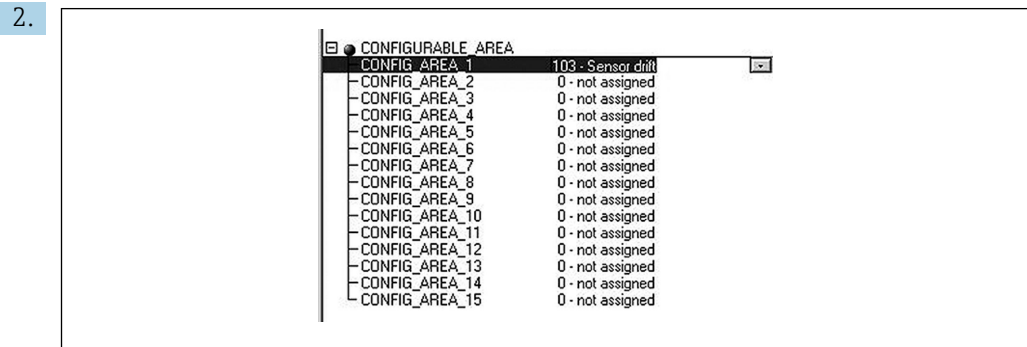 2.
CONFIGURABLE_AREA
CONFIG_AREA_1 103 - Sensor drift
CONFIG_AREA_2 0 - not assigned
CONFIG_AREA_3 0 - not assigned
CONFIG_AREA_4 0 - not assigned
CONFIG_AREA_5 0 - not assigned
CONFIG_AREA_6 0 - not assigned
CONFIG_AREA_7 0 - not assigned
CONFIG_AREA_8 0 - not assigned
CONFIG_AREA_9 0 - not assigned
CONFIG_AREA_10 0 - not assigned
CONFIG_AREA_11 0 - not assigned
CONFIG_AREA_12 0 - not assigned
CONFIG_AREA_13 0 - not assigned
CONFIG_AREA_14 0 - not assigned
CONFIG_AREA_15 0 - not assigned